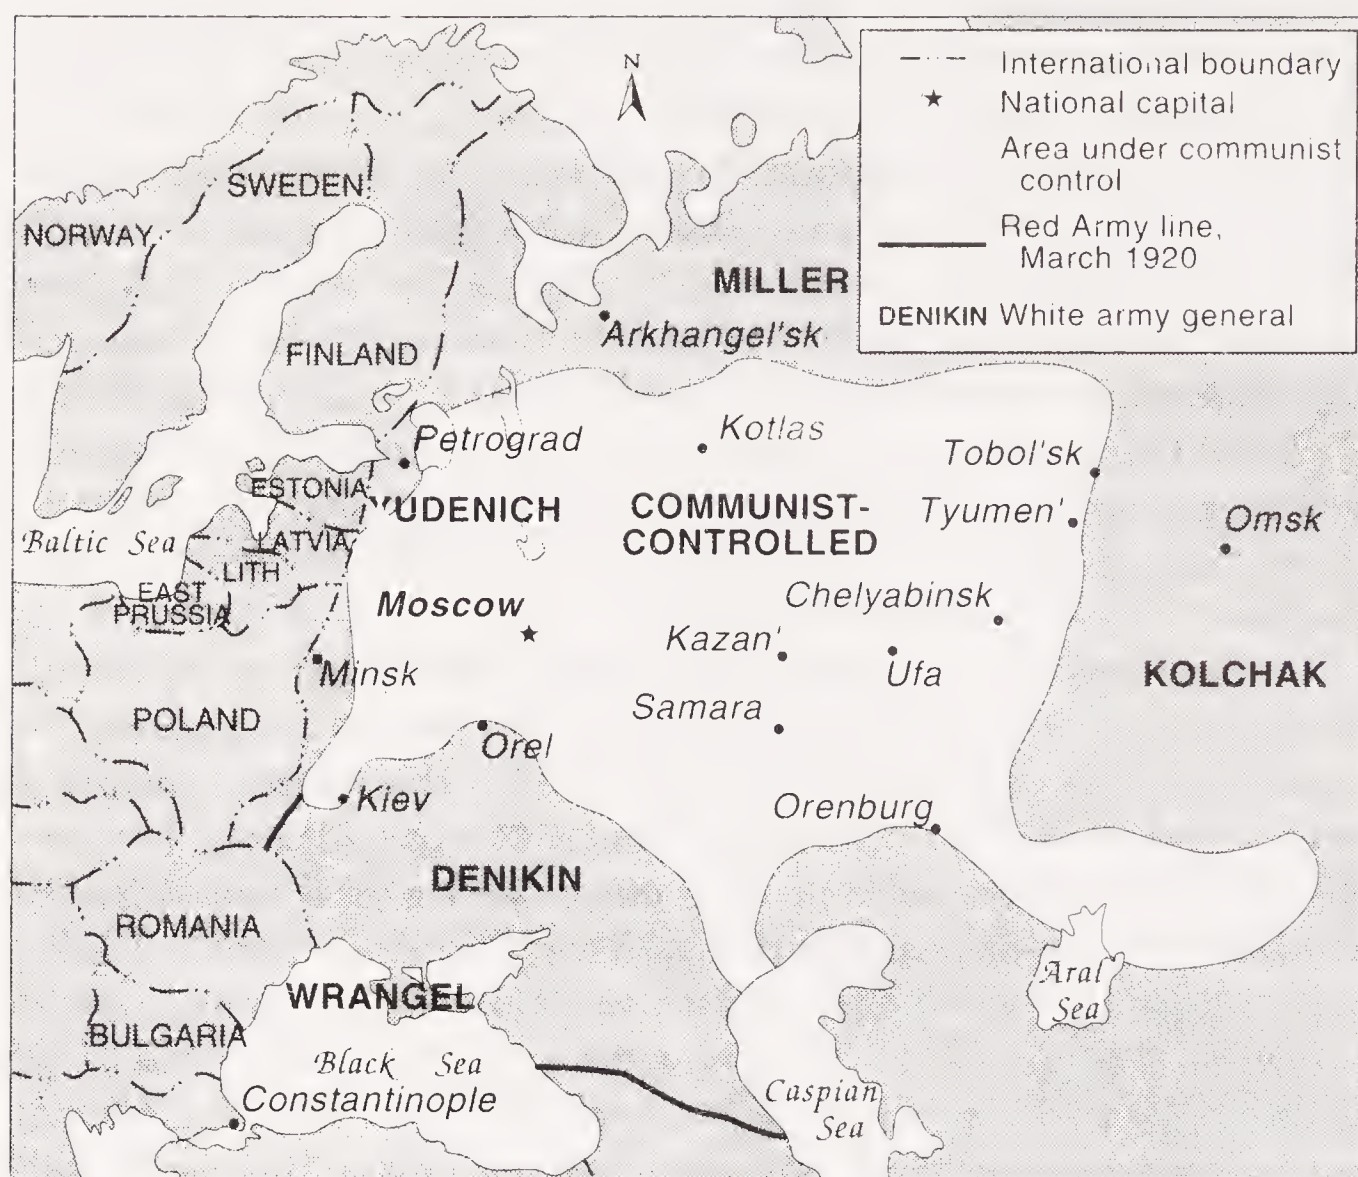 N
International boundary
National capital
Area under communist
control
Red Army line,
March 1920
DENIKIN White army general
SWEDEN
NORWAY
MILLER
Arkhangel'sk
FINLAND
Petrograd
Kotlas
Tobol'sk
ESTONIA
YUDENICH
COMMUNIST-
CONTROLLED
Tyumen'
Omsk
Baltic Sea
LATVIA
LITH
EAST
PRUSSIA
Moscow
Chelyabinsk
Kazan'
Ufa
Minsk
KOLCHAK
POLAND
Samara
Orel
Kiev
Orenburg
DENIKIN
ROMANIA
WRANGEL
Aral
Sea
BULGARIA
Black Sea
Constantinople
Caspian
Sea